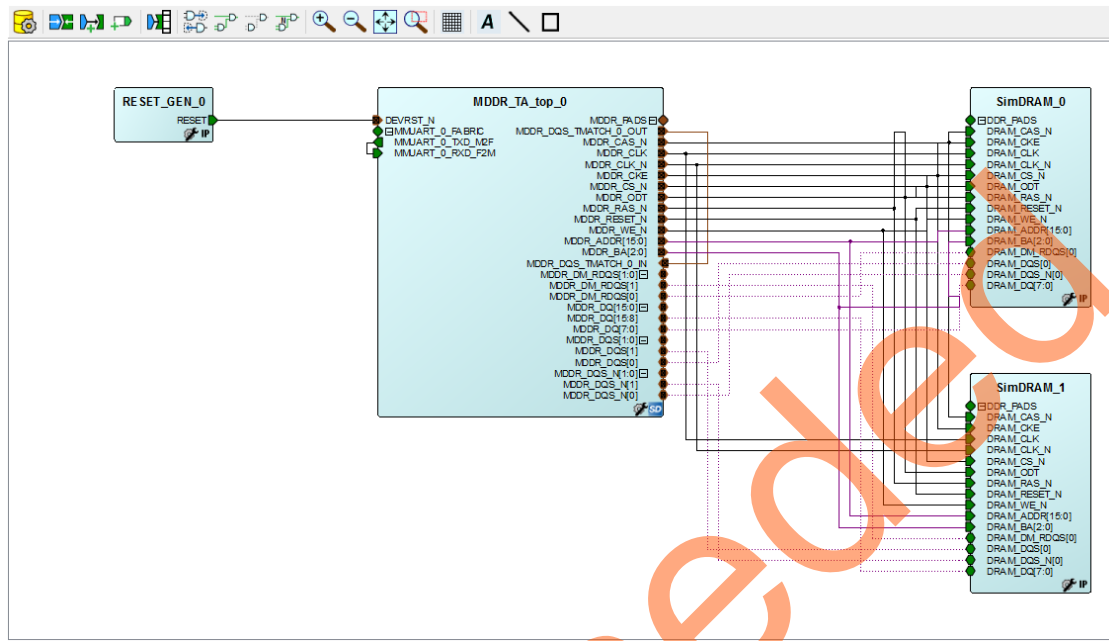 A
RESET_GEN_0
RESET
IP
MDDR_TA_top_0
DEVRST_N
MMUART_0_FABRIC
MMUART_0_TXD_M2F
MMUART_0_RXD_F2M
MDDR_PADS
MDDR_DQS_TMATCH_0_OUT
MDDR_CAS_N
MDDR_CLK
MDDR_CLK_N
MDDR_CKE
MDDR_CS_N
MDDR_ODT
MDDR_RAS_N
MDDR_RESET_N
MDDR_WE_N
MDDR_ADDR[15:0]
MDDR_BA[2:0]
MDDR_DQS_TMATCH_0_IN
MDDR_DM_RDQS[1:0]
MDDR_DM_RDQS[1]
MDDR_DM_RDQS[0]
MDDR_DQ[15:0]
MDDR_DQ[15:8]
MDDR_DQ[7:0]
MDDR_DQS[1:0]
MDDR_DQS[1]
MDDR_DQS[0]
MDDR_DQS_N[1:0]
MDDR_DQS_N[1]
MDDR_DQS_N[0]
SD
SimDRAM_0
DDR_PADS
DRAM_CAS_N
DRAM_CKE
DRAM_CLK
DRAM_CLK_N
DRAM_CS_N
DRAM_ODT
DRAM_RAS_N
DRAM_RESET_N
DRAM_WE_N
DRAM_ADDR[15:0]
DRAM_BA[2:0]
DRAM_DM_RDQS[0]
DRAM_DQS[0]
DRAM_DQS_N[0]
DRAM_DQ[7:0]
IP
SimDRAM_1
DDR_PADS
DRAM_CAS_N
DRAM_CKE
DRAM_CLK
DRAM_CLK_N
DRAM_CS_N
DRAM_ODT
DRAM_RAS_N
DRAM_RESET_N
DRAM_WE_N
DRAM_ADDR[15:0]
DRAM_BA[2:0]
DRAM_DM_RDQS[0]
DRAM_DQS[0]
DRAM_DQS_N[0]
DRAM_DQ[7:0]
IP